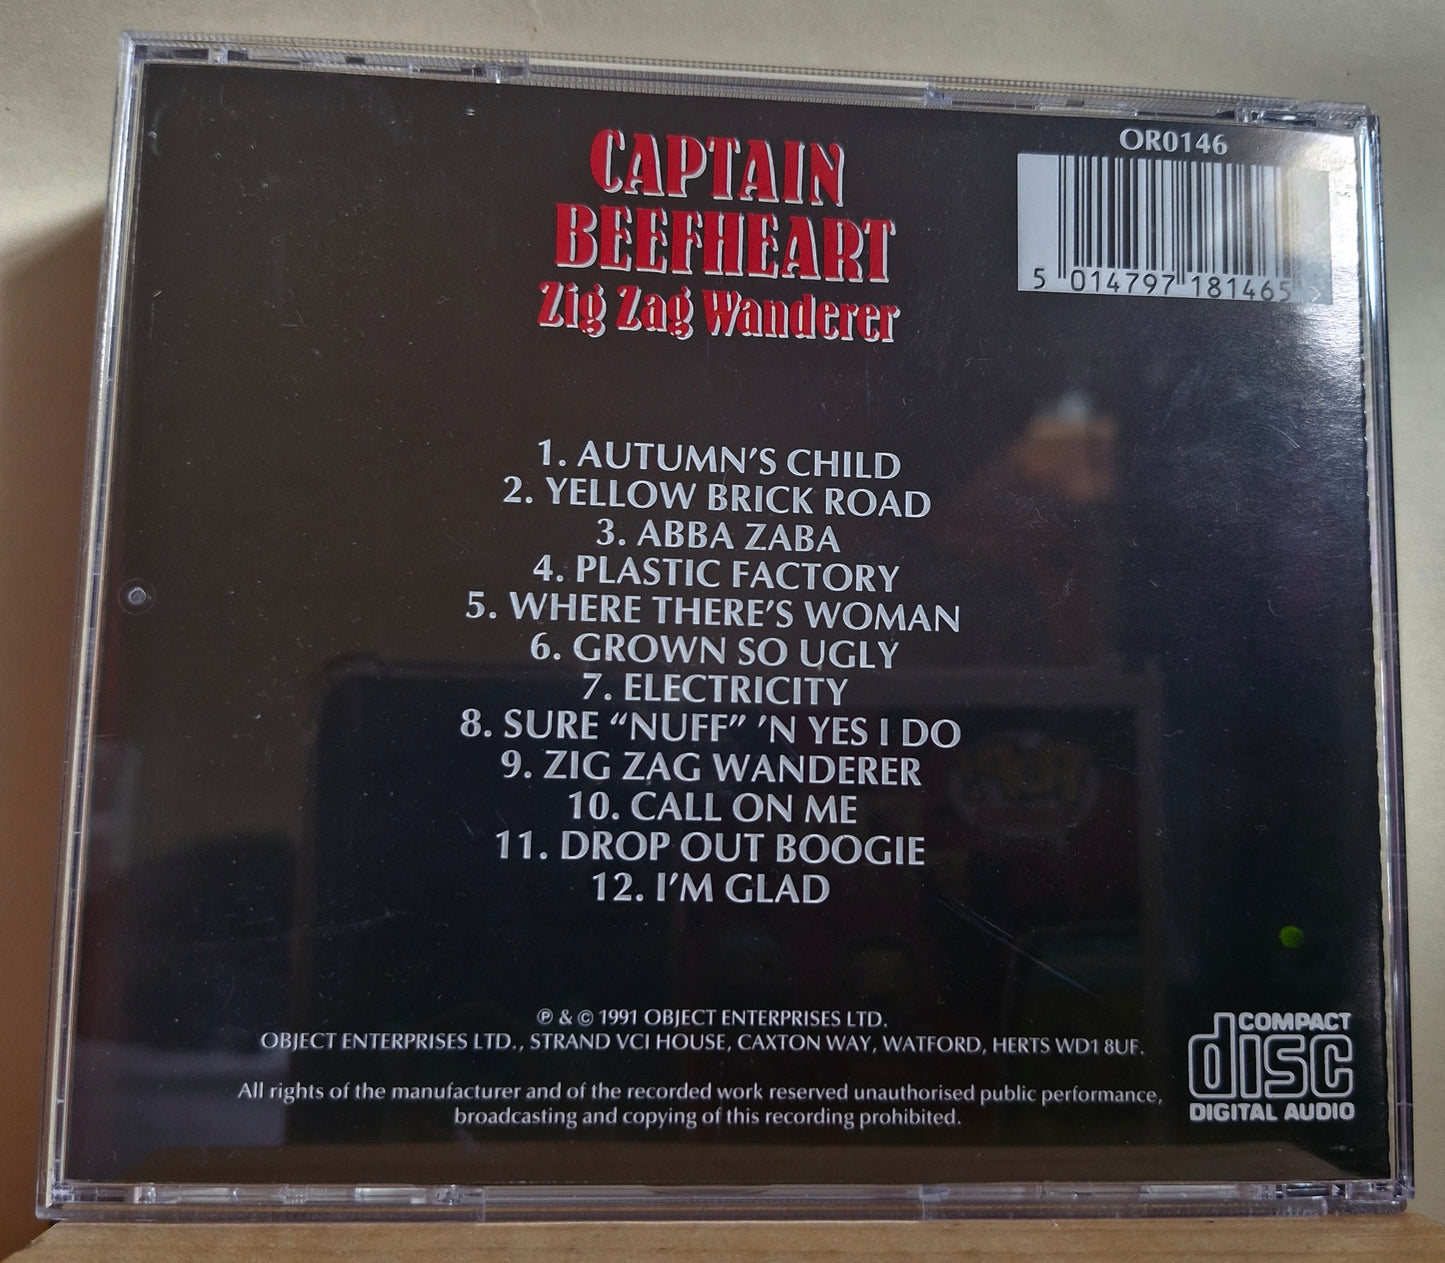 CAPTAIN
BEEFHEART
Zig Zag Wanderer
OR0146
5 014797 181465
1. AUTUMN'S CHILD
2. YELLOW BRICK ROAD
3. ABBA ZABA
4. PLASTIC FACTORY
5. WHERE THERE'S WOMAN
6. GROWN SO UGLY
7. ELECTRICITY
8. SURE “NUFF” ’N YES I DO
9. ZIG ZAG WANDERER
10. CALL ON ME
11. DROP OUT BOOGIE
12. I'M GLAD
℗ & © 1991 OBJECT ENTERPRISES LTD.
OBJECT ENTERPRISES LTD., STRAND VCI HOUSE, CAXTON WAY, WATFORD, HERTS WD1 8UF.
All rights of the manufacturer and of the recorded work reserved unauthorised public performance,
broadcasting and copying of this recording prohibited.
COMPACT
disc
DIGITAL AUDIO